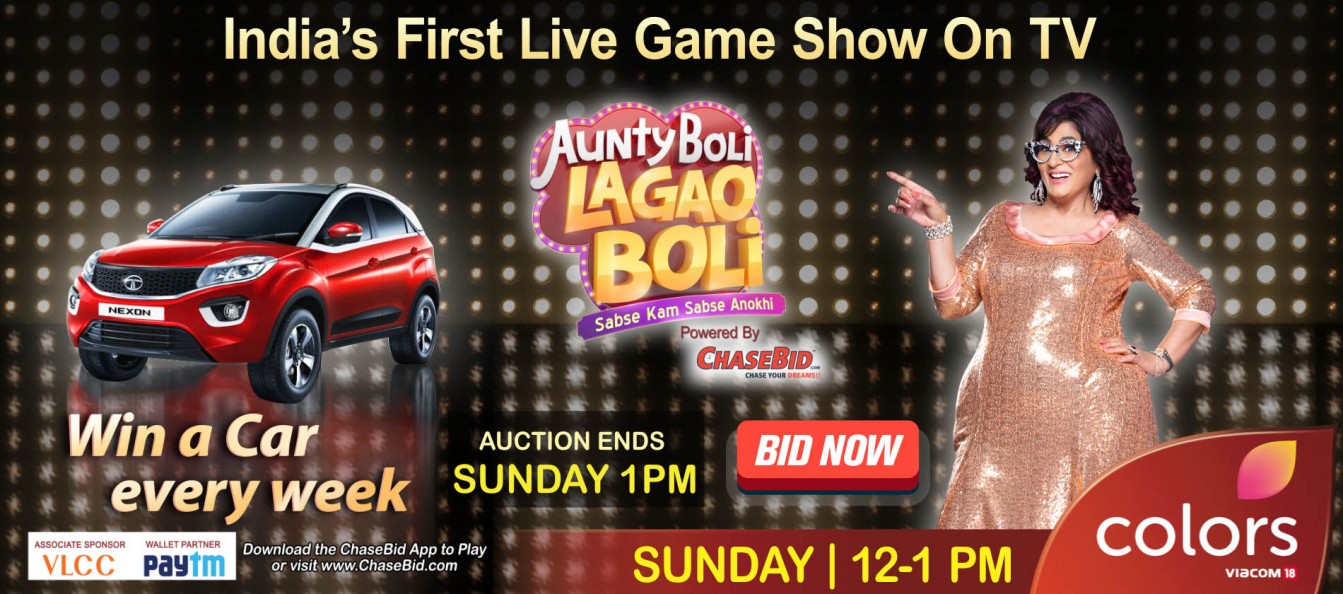 India's First Live Game Show On TV
Aunty Boli
LAGAO
BOLi
Sabse Kam Sabse Anokhi
Powered By
CHASEBID.COM
CHASE YOUR DREAMS!!
NEXON
Win a Car
every week
AUCTION ENDS
SUNDAY 1PM
BID NOW
ASSOCIATE SPONSOR
VLCC
WALLET PARTNER
Paytm
Download the ChaseBid App to Play
or visit www.ChaseBid.com
SUNDAY | 12-1 PM
colors
VIACOM 18